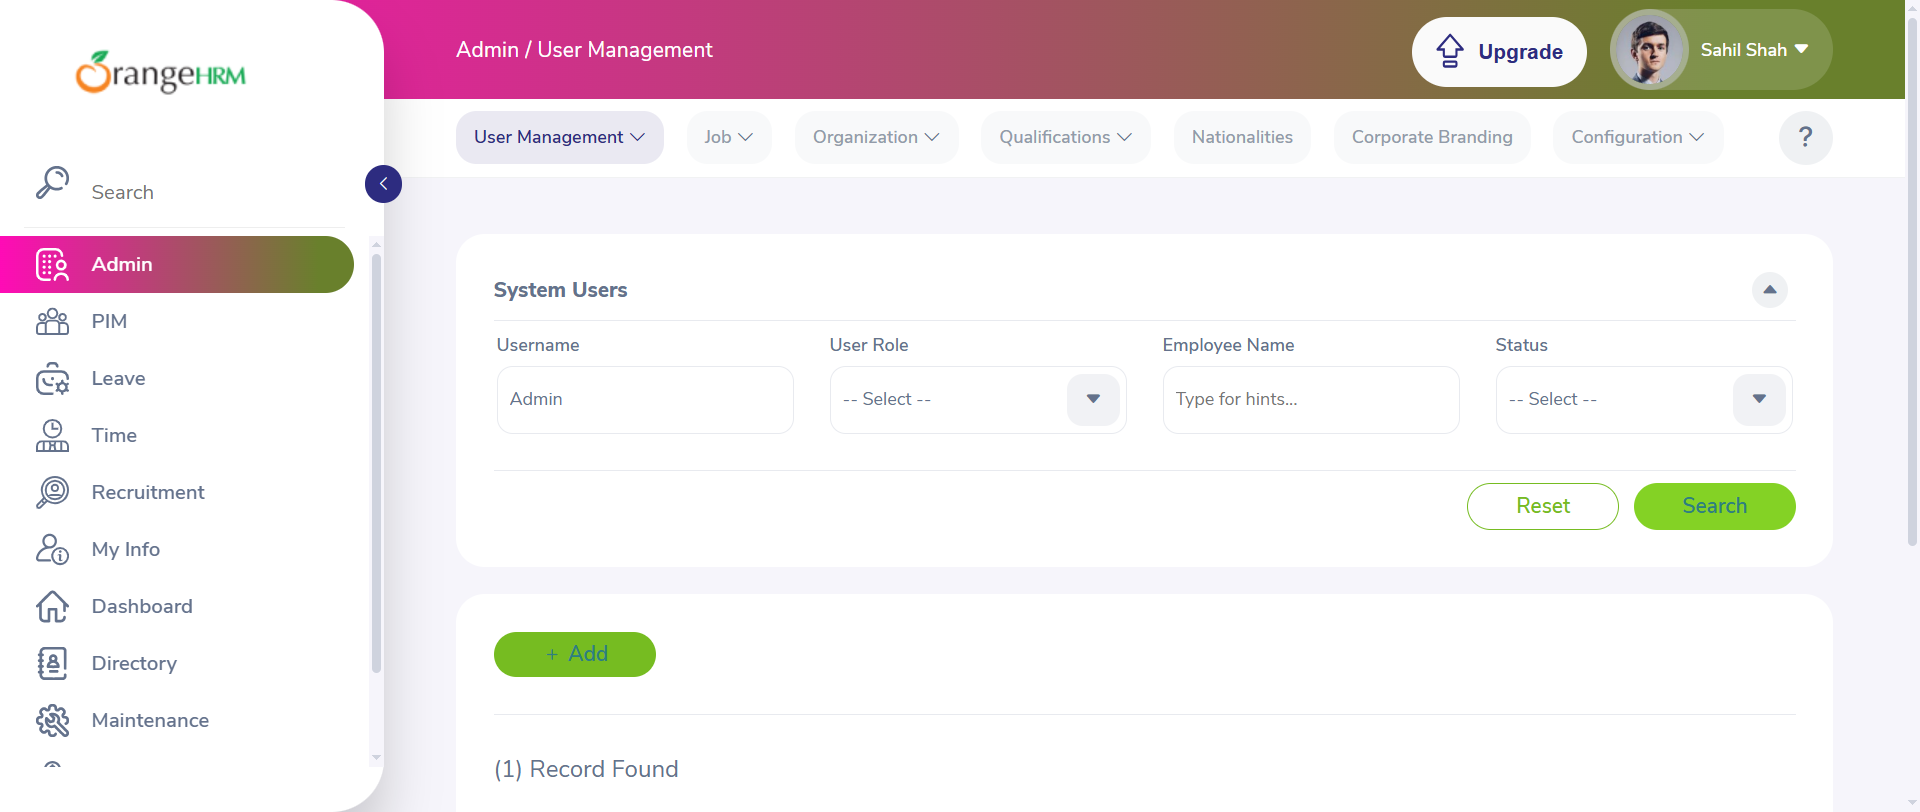 OrangeHRM
Admin / User Management
Upgrade
Sahil Shah
User Management
Job
Organization
Qualifications
Nationalities
Corporate Branding
Configuration
?
Search
Admin
PIM
Leave
Time
Recruitment
My Info
Dashboard
Directory
Maintenance
System Users
Username
User Role
Employee Name
Status
Admin
-- Select --
Type for hints...
-- Select --
Reset
Search
+ Add
(1) Record Found